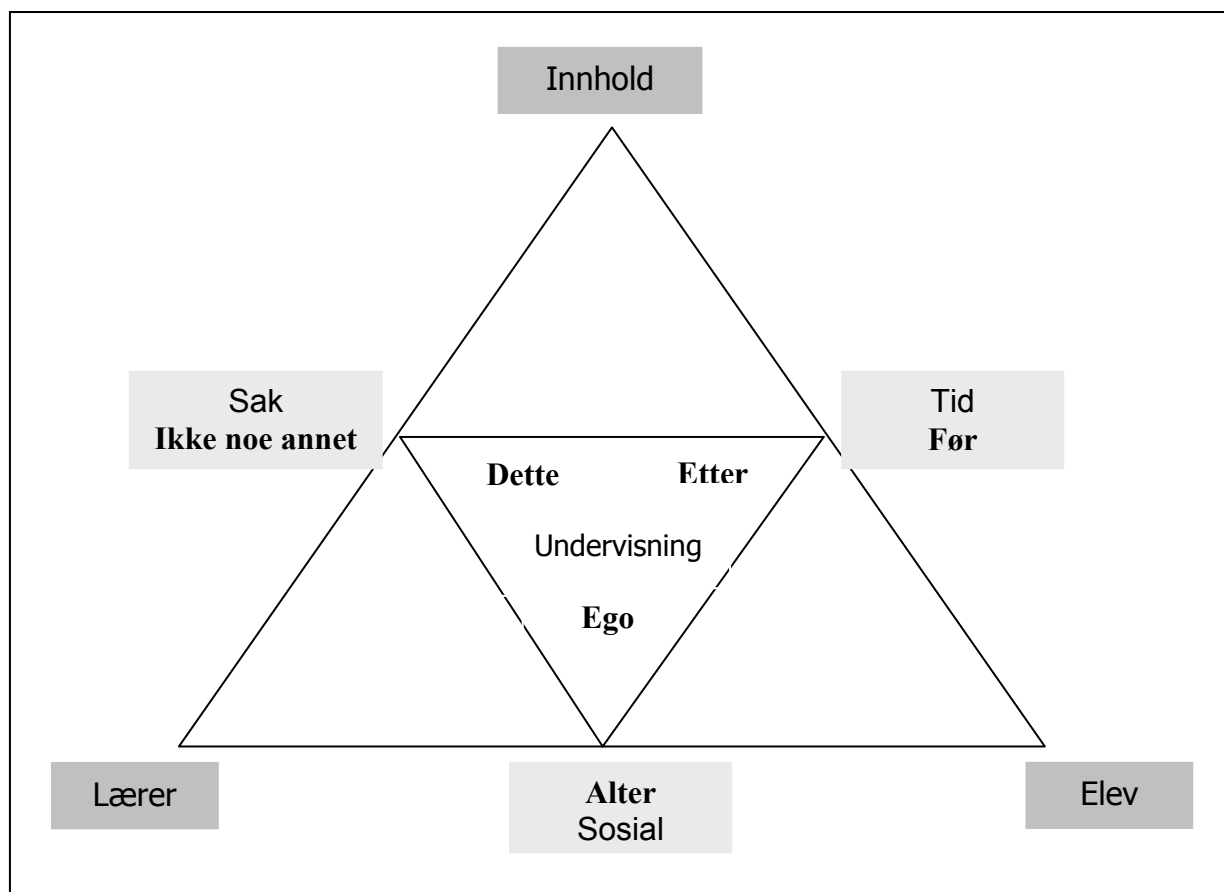 Innhold
Sak
Ikke noe annet
Tid
Før
Dette
Etter
Undervisning
Ego
Lærer
Alter
Sosial
Elev